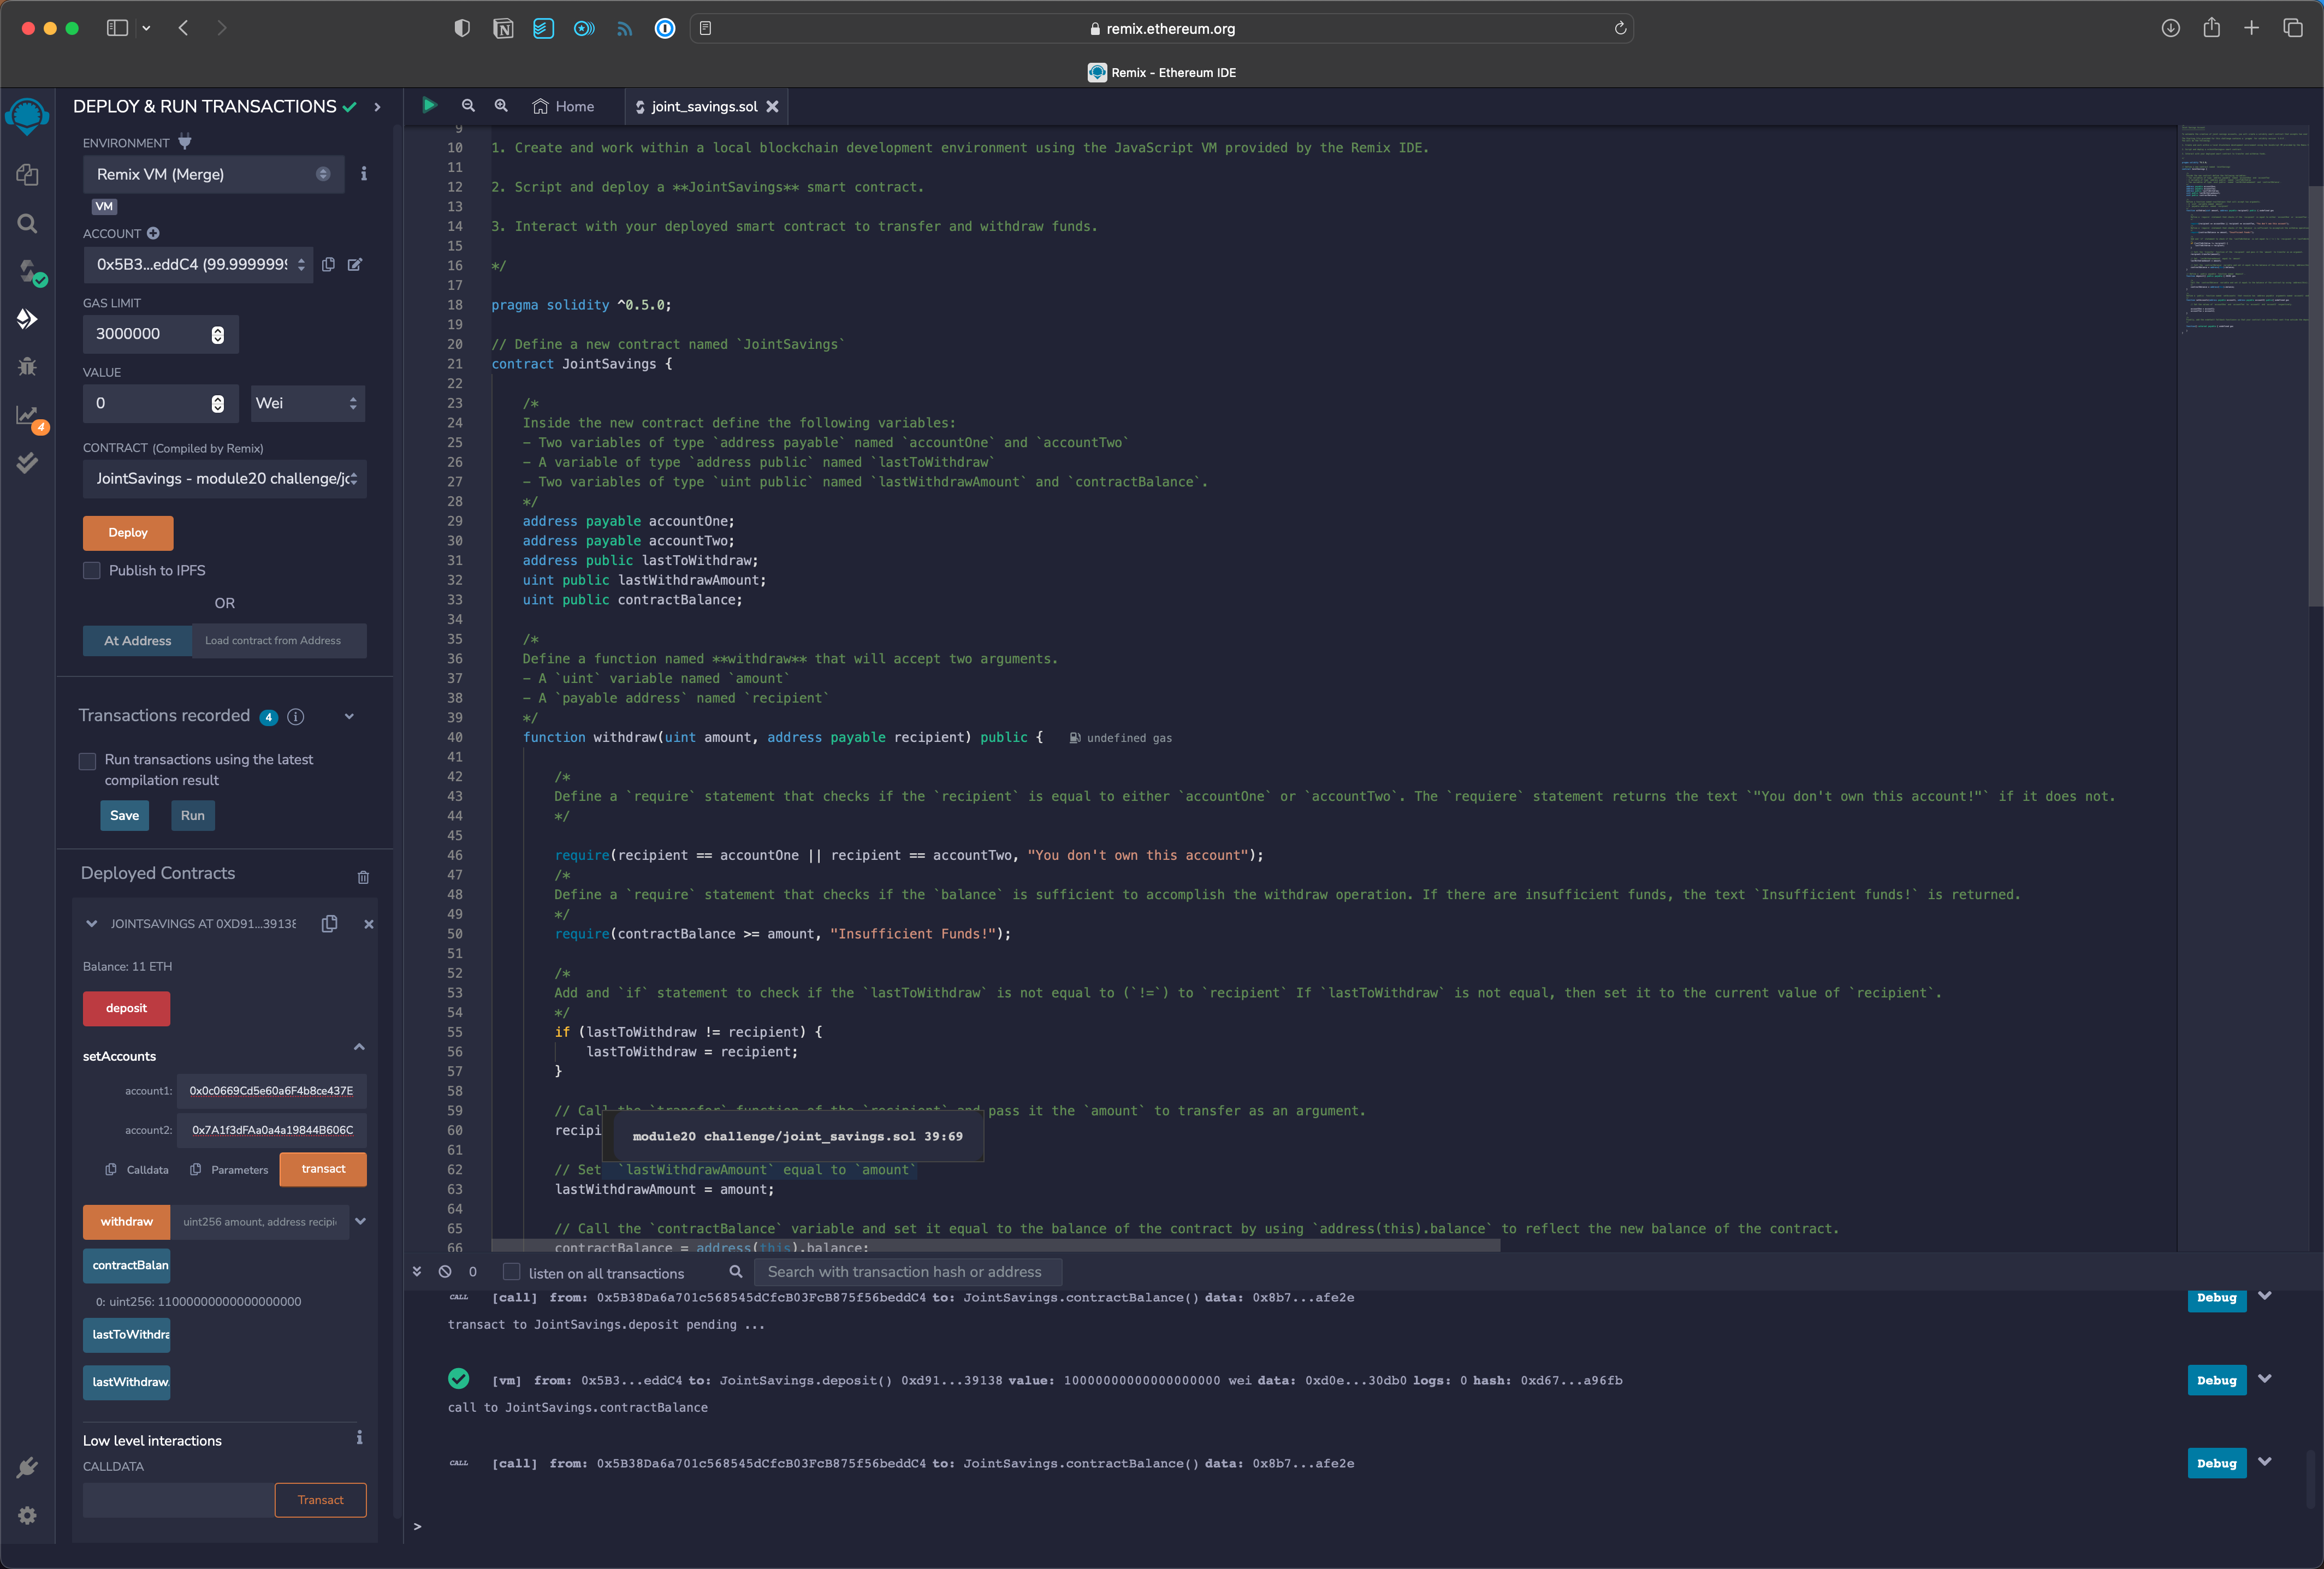 remix.ethereum.org
Remix - Ethereum IDE
DEPLOY & RUN TRANSACTIONS
ENVIRONMENT
Remix VM (Merge)
VM
ACCOUNT
0x5B3...eddC4 (99.9999999
GAS LIMIT
3000000
VALUE
0
Wei
CONTRACT (Compiled by Remix)
JointSavings - module20 challenge/jc
Deploy
Publish to IPFS
OR
At Address
Load contract from Address
Transactions recorded 4
Run transactions using the latest
compilation result
Save
Run
Deployed Contracts
JOINTSAVINGS AT 0XD91...39138
Balance: 11 ETH
deposit
setAccounts
account1: 0x0c0669Cd5e60a6F4b8ce437E
account2: 0x7A1f3dFAa0a4a19844B606C
Calldata
Parameters
transact
withdraw
uint256 amount, address recipi
contractBalan
0: uint256: 11000000000000000000
lastToWithdra
lastWithdraw
Low level interactions
CALLDATA
Transact
4
Home
joint_savings.sol
9
10 1. Create and work within a local blockchain development environment using the JavaScript VM provided by the Remix IDE.
11
12 2. Script and deploy a **JointSavings** smart contract.
13
14 3. Interact with your deployed smart contract to transfer and withdraw funds.
15
16 */
17
18 pragma solidity ^0.5.0;
19
20 // Define a new contract named `JointSavings`
21 contract JointSavings {
22
23 /*
24 Inside the new contract define the following variables:
25 - Two variables of type `address payable` named `accountOne` and `accountTwo`
26 - A variable of type `address public` named `lastToWithdraw`
27 - Two variables of type `uint public` named `lastWithdrawAmount` and `contractBalance`.
28 */
29 address payable accountOne;
30 address payable accountTwo;
31 address public lastToWithdraw;
32 uint public lastWithdrawAmount;
33 uint public contractBalance;
34
35 /*
36 Define a function named **withdraw** that will accept two arguments.
37 - A `uint` variable named `amount`
38 - A `payable address` named `recipient`
39 */
40 function withdraw(uint amount, address payable recipient) public { undefined gas
41
42 /*
43 Define a `require` statement that checks if the `recipient` is equal to either `accountOne` or `accountTwo`. The `requiere` statement returns the text `"You don't own this account!"` if it does not.
44 */
45
46 require(recipient == accountOne || recipient == accountTwo, "You don't own this account");
47 /*
48 Define a `require` statement that checks if the `balance` is sufficient to accomplish the withdraw operation. If there are insufficient funds, the text `Insufficient funds!` is returned.
49 */
50 require(contractBalance >= amount, "Insufficient Funds!");
51
52 /*
53 Add and `if` statement to check if the `lastToWithdraw` is not equal to (`!=`) to `recipient` If `lastToWithdraw` is not equal, then set it to the current value of `recipient`.
54 */
55 if (lastToWithdraw != recipient) {
56 lastToWithdraw = recipient;
57 }
58
59 // Call the `transfer` function of the `recipient` and pass it the `amount` to transfer as an argument.
60 recipi
module20 challenge/joint_savings.sol 39:69
61
62 // Set `lastWithdrawAmount` equal to `amount`
63 lastWithdrawAmount = amount;
64
65 // Call the `contractBalance` variable and set it equal to the balance of the contract by using `address(this).balance` to reflect the new balance of the contract.
66 contractBalance = address(this).balance;
0
listen on all transactions
Search with transaction hash or address
CALL [call] from: 0x5B38Da6a701c568545dCfcB03FcB875f56beddC4 to: JointSavings.contractBalance() data: 0x8b7...afe2e
Debug
transact to JointSavings.deposit pending ...
[vm] from: 0x5B3...eddC4 to: JointSavings.deposit() 0xd91...39138 value: 10000000000000000000 wei data: 0xd0e...30db0 logs: 0 hash: 0xd67...a96fb
Debug
call to JointSavings.contractBalance
CALL [call] from: 0x5B38Da6a701c568545dCfcB03FcB875f56beddC4 to: JointSavings.contractBalance() data: 0x8b7...afe2e
Debug
>